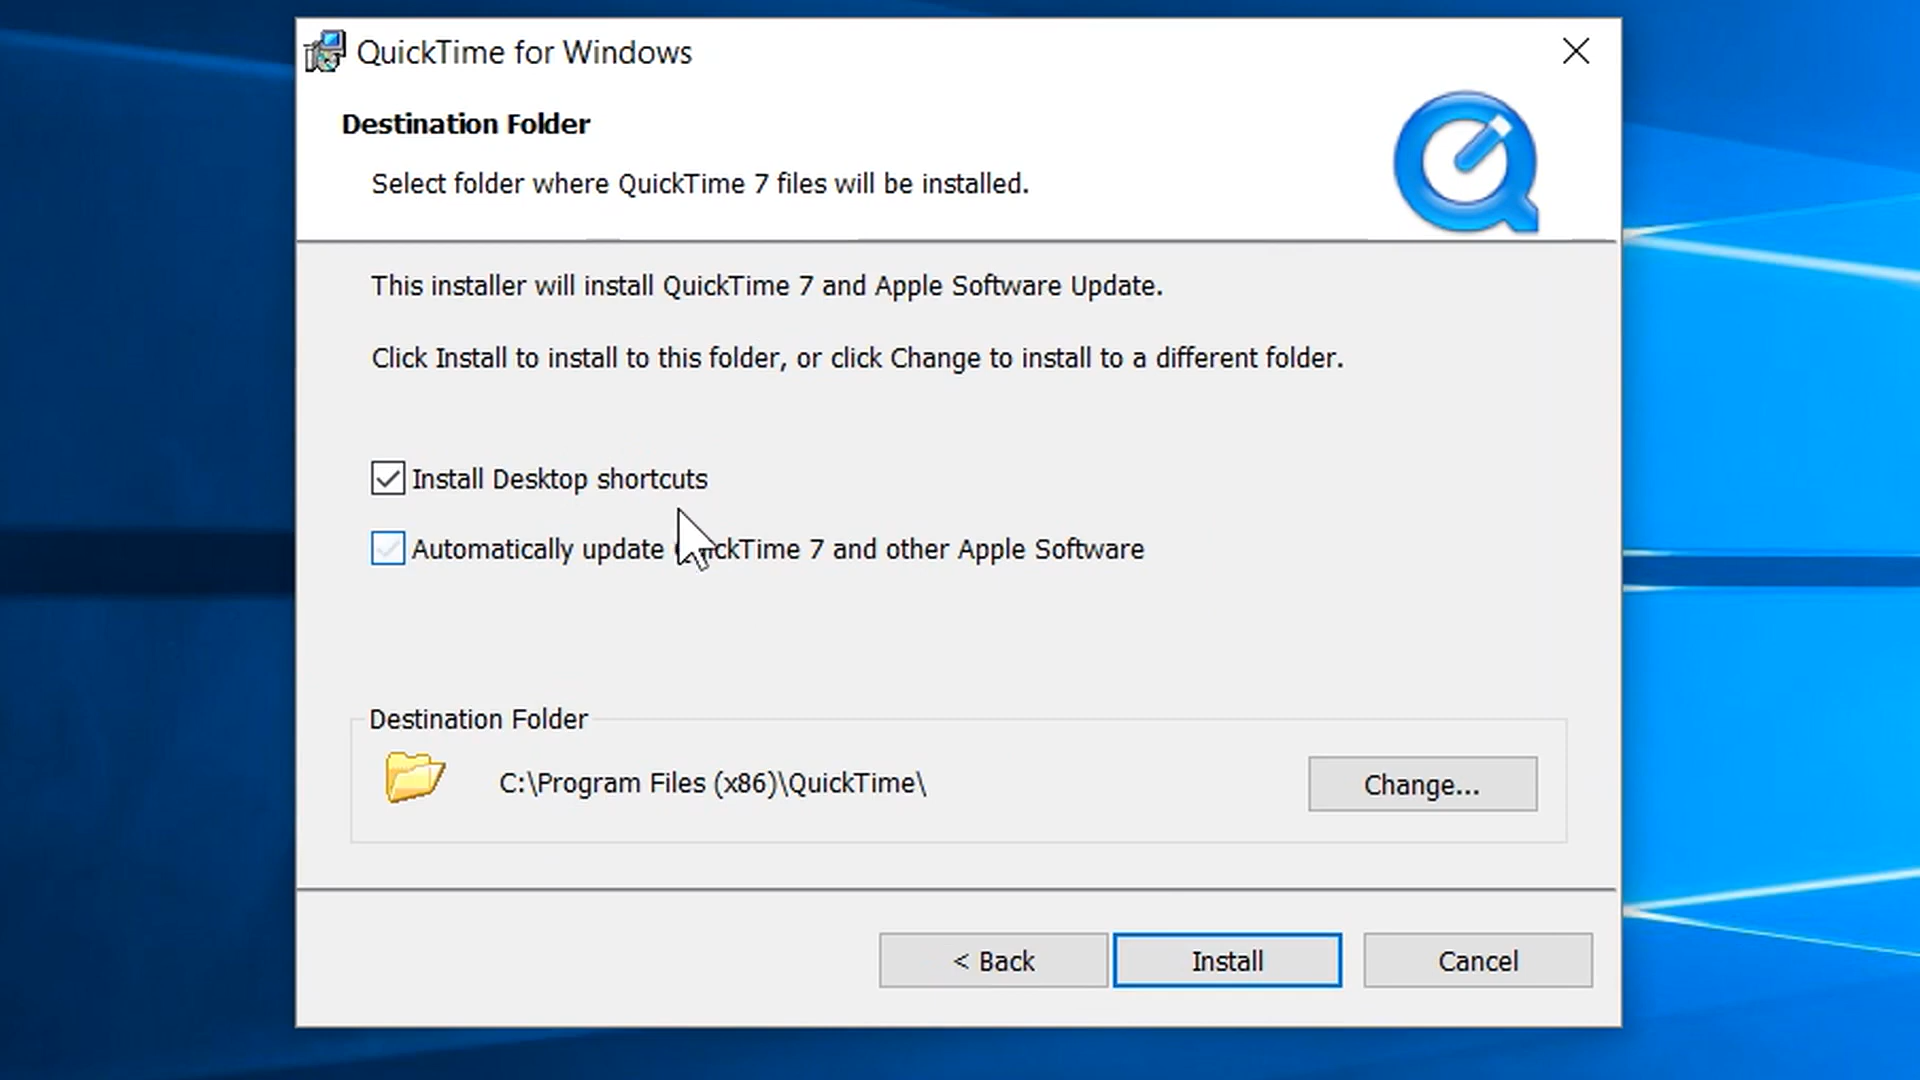 QuickTime for Windows
Destination Folder
Select folder where QuickTime 7 files will be installed.
This installer will install QuickTime 7 and Apple Software Update.
Click Install to install to this folder, or click Change to install to a different folder.
Install Desktop shortcuts
Automatically update QuickTime 7 and other Apple Software
Destination Folder
C:\Program Files (x86)\QuickTime\
Change...
< Back
Install
Cancel